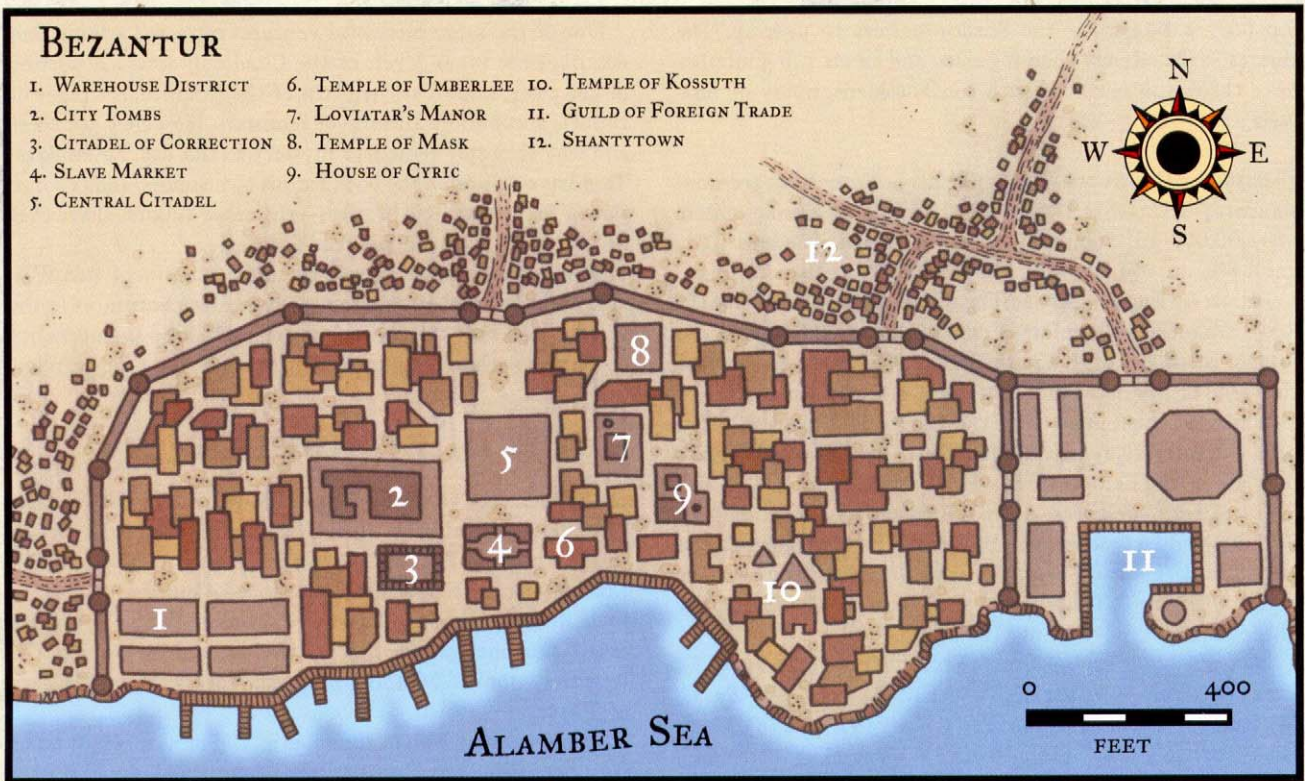 Bezantur
1. Warehouse District
2. City Tombs
3. Citadel of Correction
4. Slave Market
5. Central Citadel
6. Temple of Umberlee
7. Loviatar's Manor
8. Temple of Mask
9. House of Cyric
10. Temple of Kossuth
11. Guild of Foreign Trade
12. Shantytown
N
W E
S
12
8
5 7
2 9
4 6
3 11
10
1
0 400
Feet
Alamber Sea